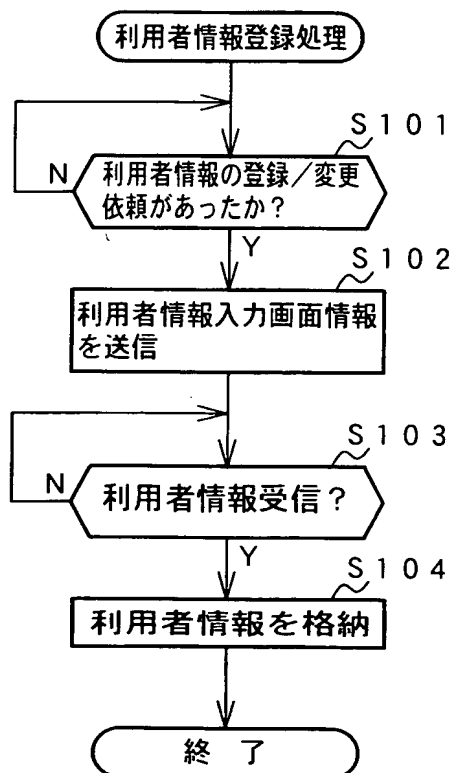 利用者情報登録処理
S101
N
利用者情報の登録／変更
依頼があったか？
Y
S102
利用者情報入力画面情報
を送信
S103
N
利用者情報受信？
Y
S104
利用者情報を格納
終 了